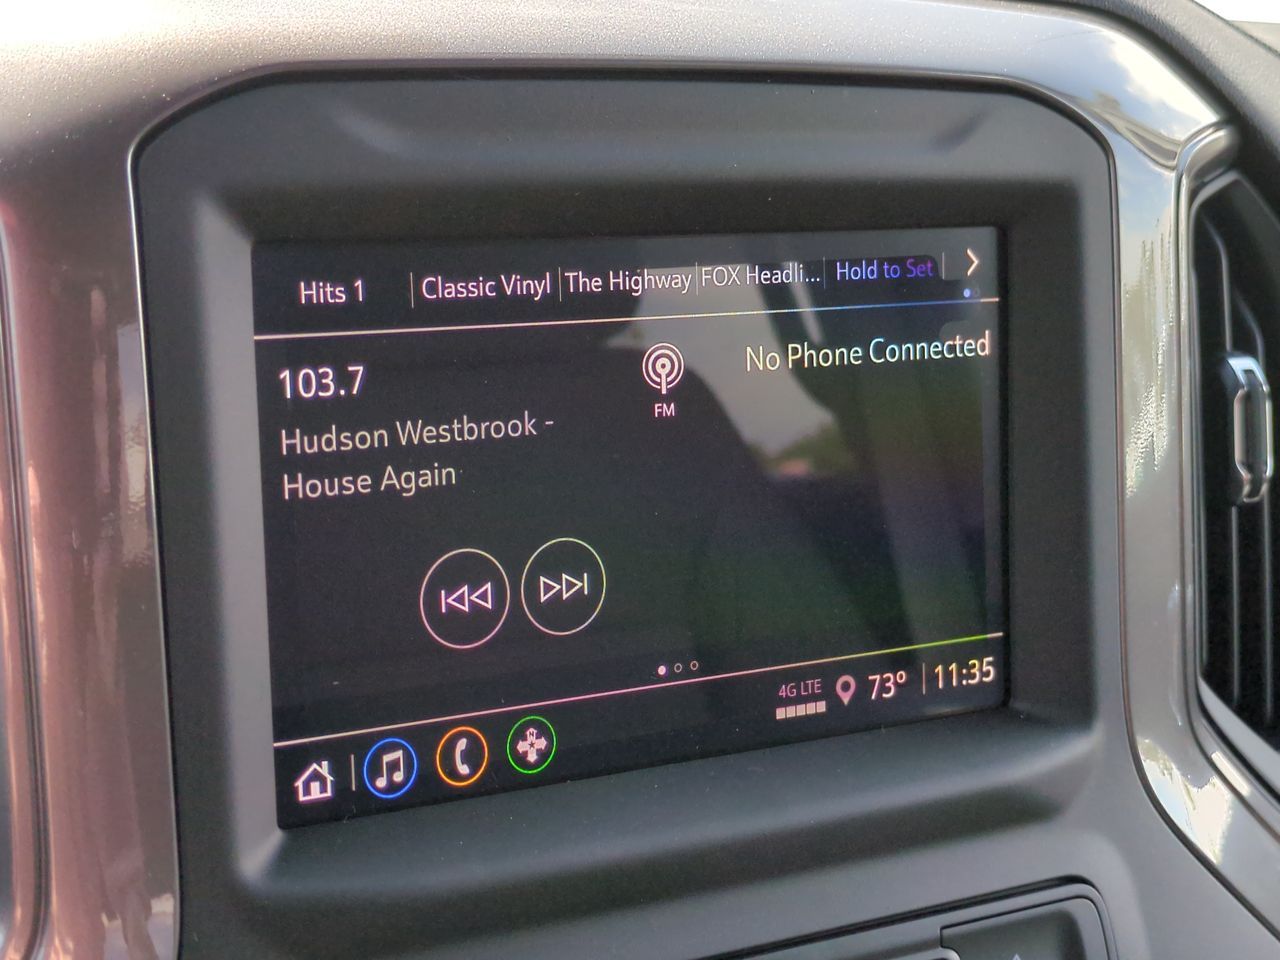 Hits 1 Classic Vinyl The Highway FOX Headli... Hold to Set
103.7
FM
No Phone Connected
Hudson Westbrook -
House Again
4G LTE 73° 11:35
N